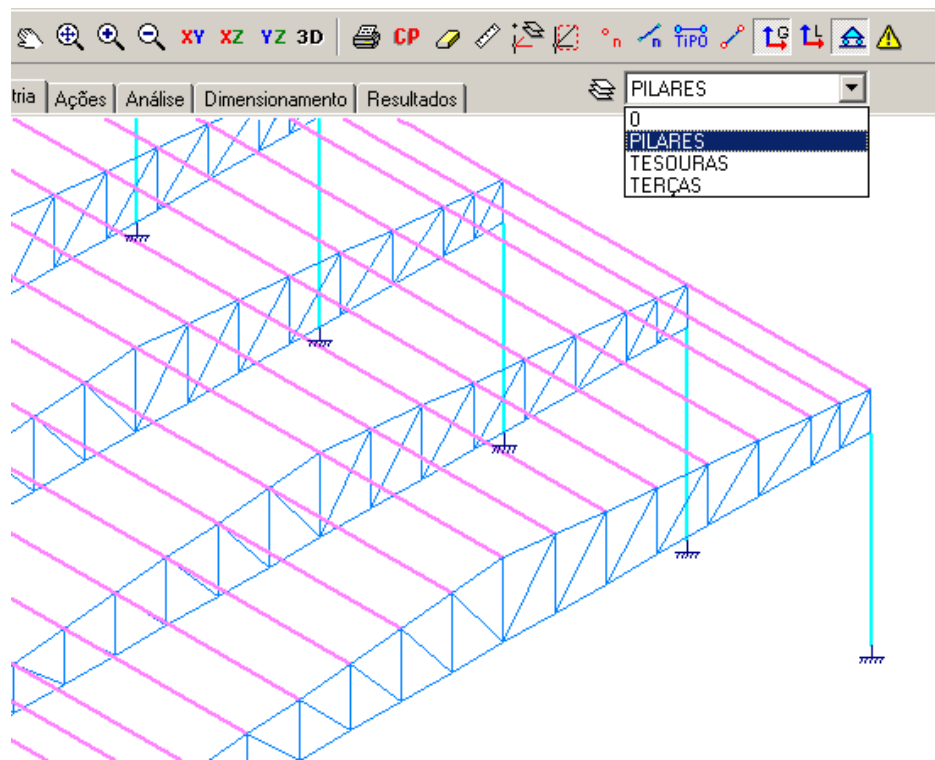 XY XZ YZ 3D CP n n TIPO G L
tria Ações Análise Dimensionamento Resultados PILARES
0
PILARES
TESOURAS
TERÇAS